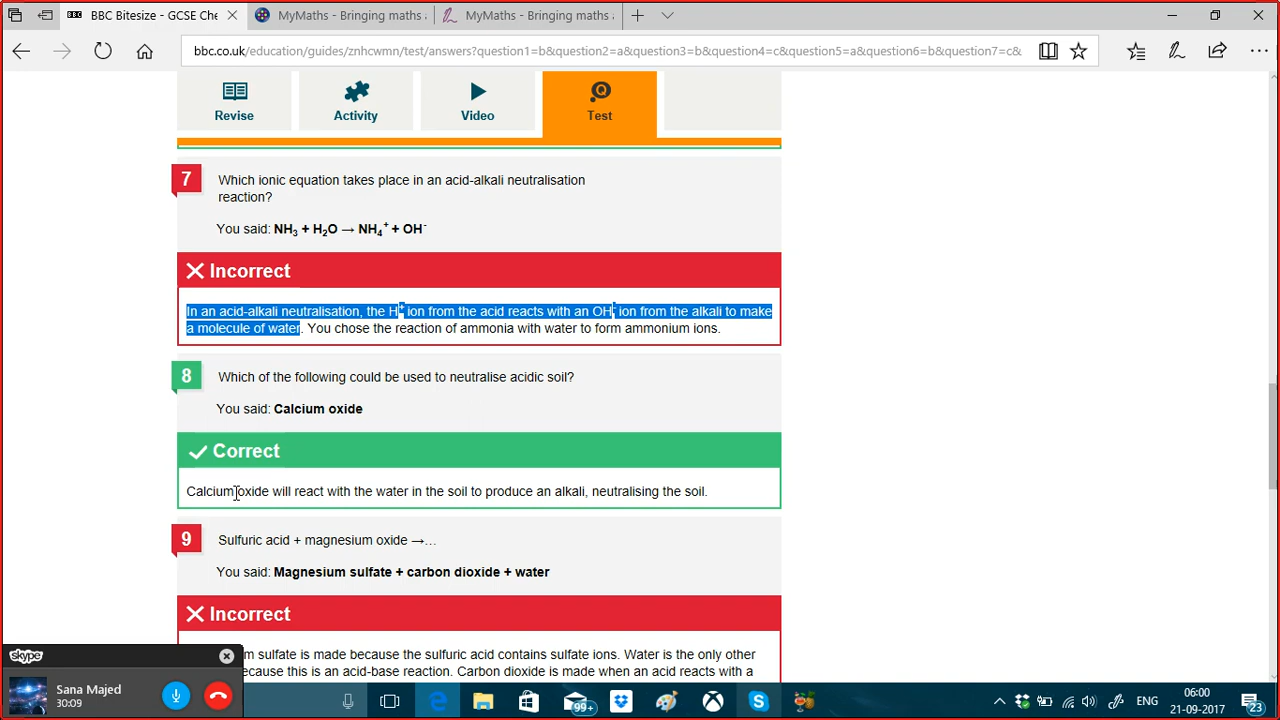 BBC Bitesize - GCSE Che
MyMaths - Bringing maths
MyMaths - Bringing maths
bbc.co.uk/education/guides/znhcwmn/test/answers?question1=b&question2=a&question3=b&question4=c&question5=a&question6=b&question7=c&
Revise
Activity
Video
Test
7
Which ionic equation takes place in an acid-alkali neutralisation
reaction?
You said: NH₃ + H₂O → NH₄⁺ + OH⁻
Incorrect
In an acid-alkali neutralisation, the H⁺ ion from the acid reacts with an OH⁻ ion from the alkali to make
a molecule of water. You chose the reaction of ammonia with water to form ammonium ions.
8
Which of the following could be used to neutralise acidic soil?
You said: Calcium oxide
Correct
Calcium oxide will react with the water in the soil to produce an alkali, neutralising the soil.
9
Sulfuric acid + magnesium oxide →...
You said: Magnesium sulfate + carbon dioxide + water
Incorrect
m sulfate is made because the sulfuric acid contains sulfate ions. Water is the only other
ecause this is an acid-base reaction. Carbon dioxide is made when an acid reacts with a
skype
Sana Majed
30:09
99+
ENG
06:00
21-09-2017
23